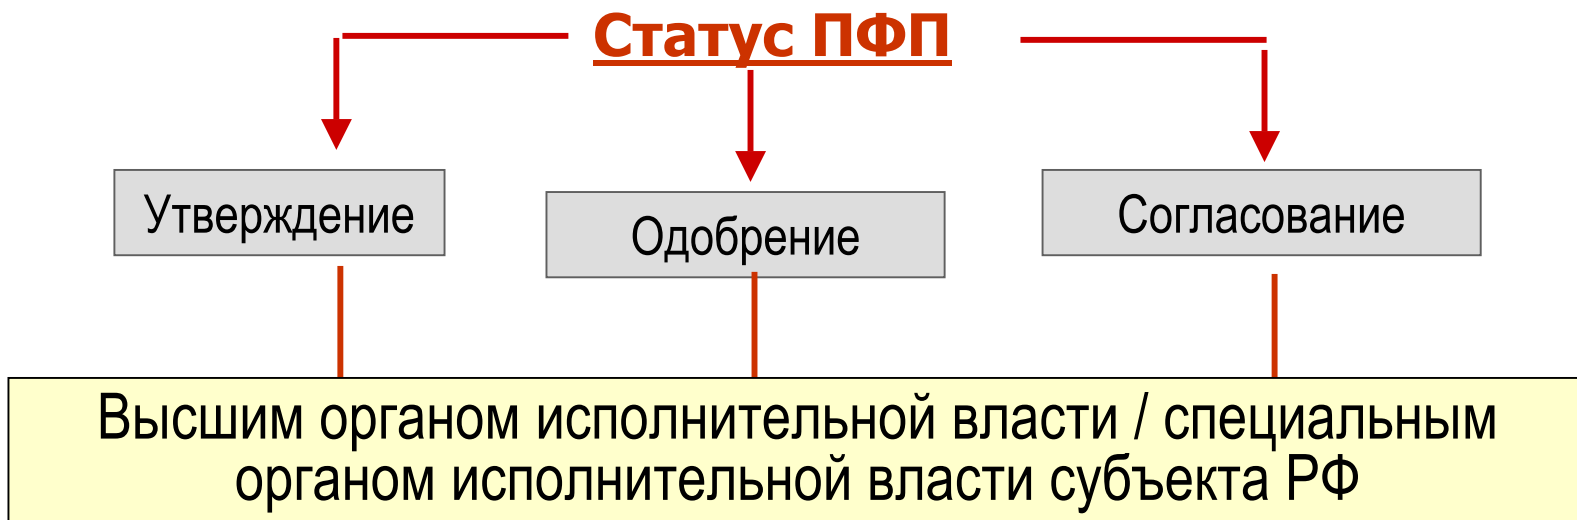 Статус ПФП
Утверждение
Одобрение
Согласование
Высшим органом исполнительной власти / специальным
органом исполнительной власти субъекта РФ